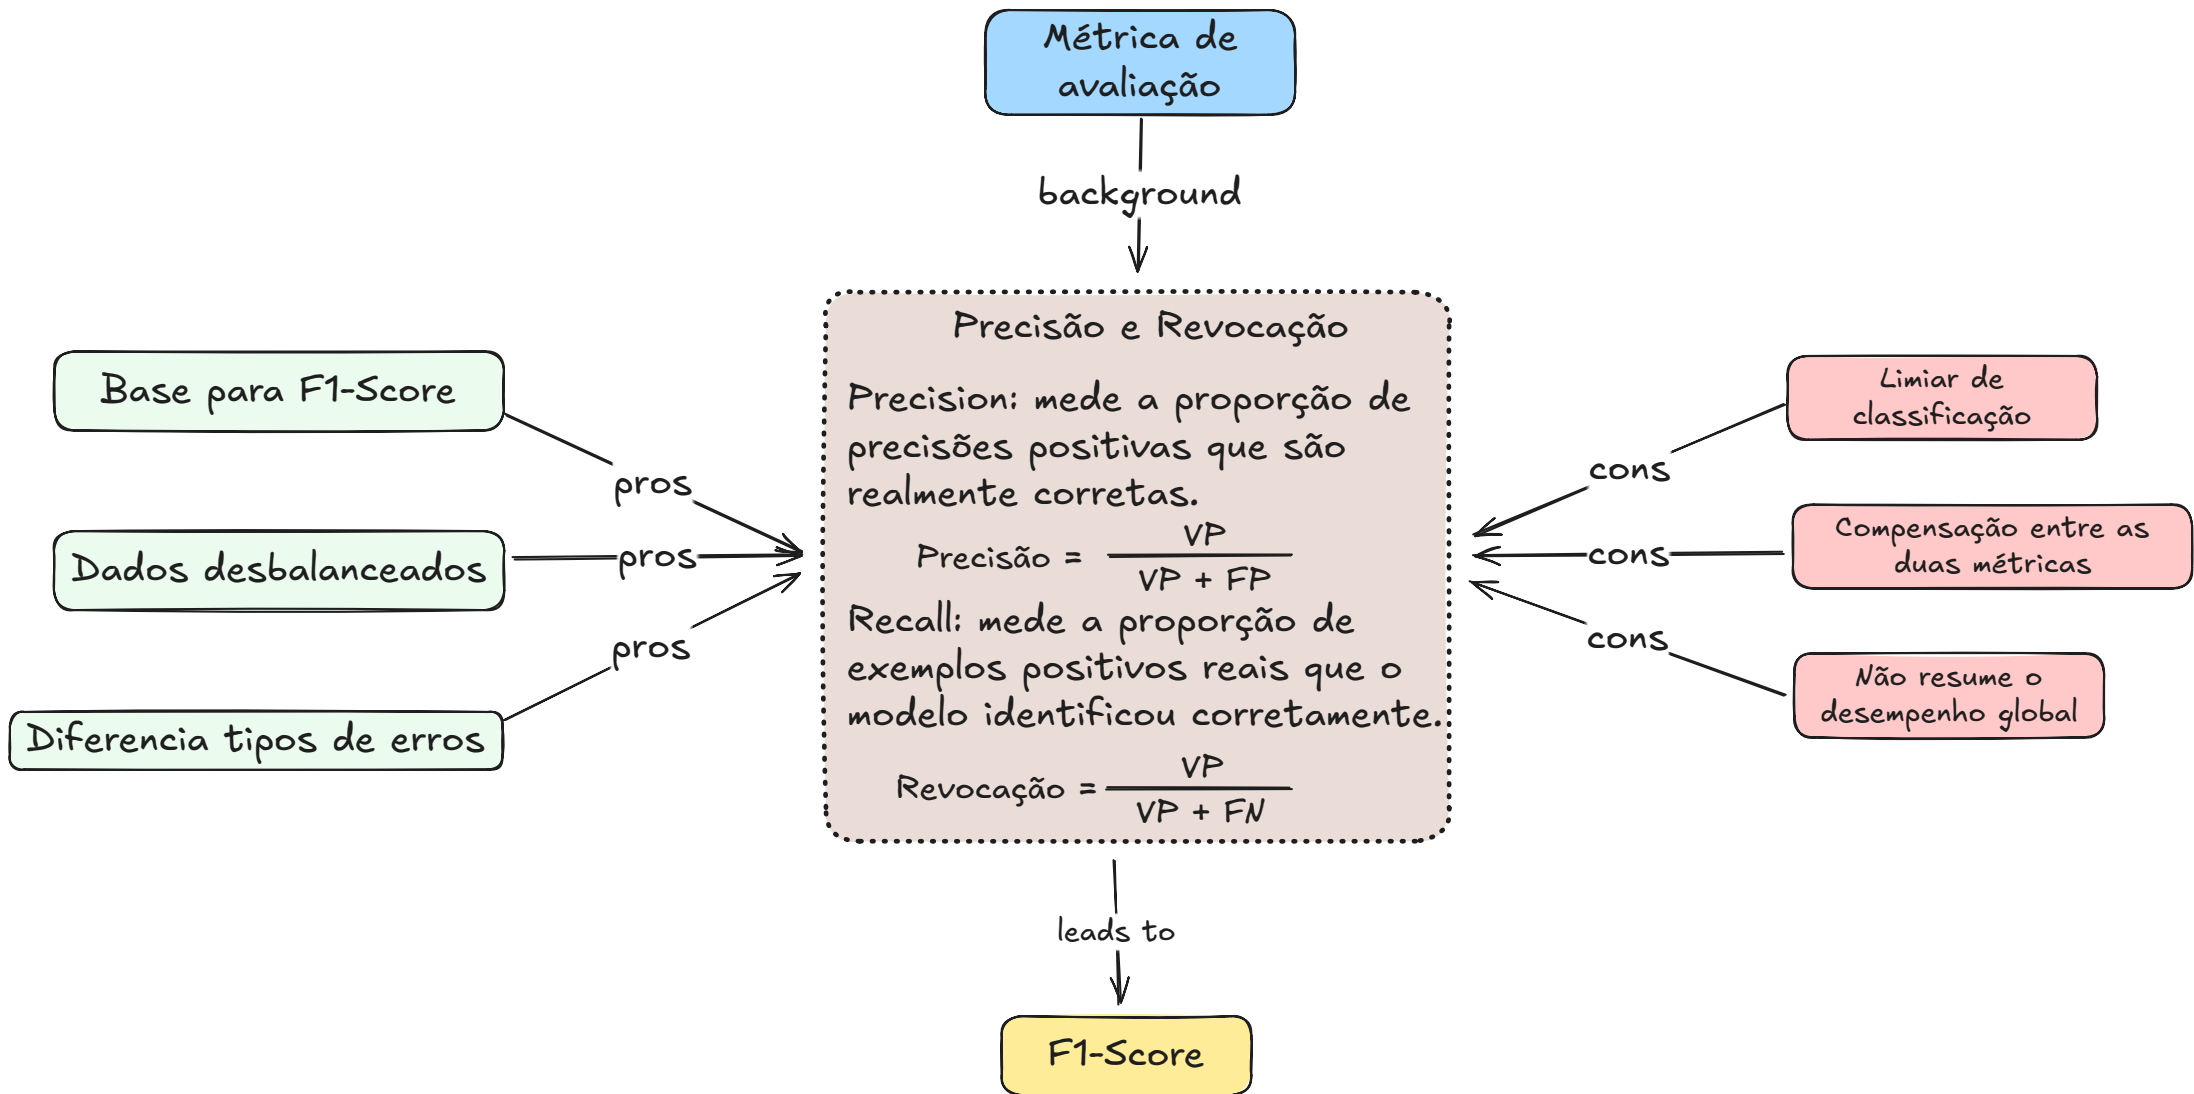 Métrica de
avaliação
background
Precisão e Revocação
Precision: mede a proporção de
precisões positivas que são
realmente corretas.
Precisão = VP
VP + FP
Recall: mede a proporção de
exemplos positivos reais que o
modelo identificou corretamente.
Revocação = VP
VP + FN
Base para F1-Score
pros
Dados desbalanceados
pros
Diferencia tipos de erros
pros
Limiar de
classificação
cons
Compensação entre as
duas métricas
cons
Não resume o
desempenho global
cons
leads to
F1-Score